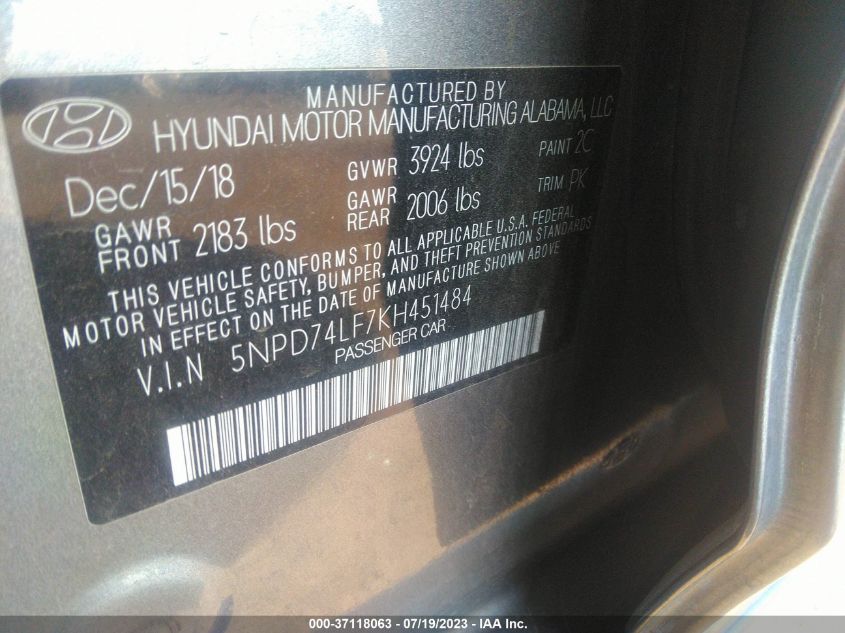 MANUFACTURED BY
HYUNDAI MOTOR MANUFACTURING ALABAMA, LLC
Dec/15/18 GVWR 3924 lbs PAINT 2C
GAWR FRONT 2183 lbs GAWR REAR 2006 lbs TRIM PK
THIS VEHICLE CONFORMS TO ALL APPLICABLE U.S.A. FEDERAL
MOTOR VEHICLE SAFETY, BUMPER, AND THEFT PREVENTION STANDARDS
IN EFFECT ON THE DATE OF MANUFACTURE SHOWN ABOVE
V.I.N 5NPD74LF7KH451484
PASSENGER CAR
000-37118063 - 07/19/2023 - IAA Inc.